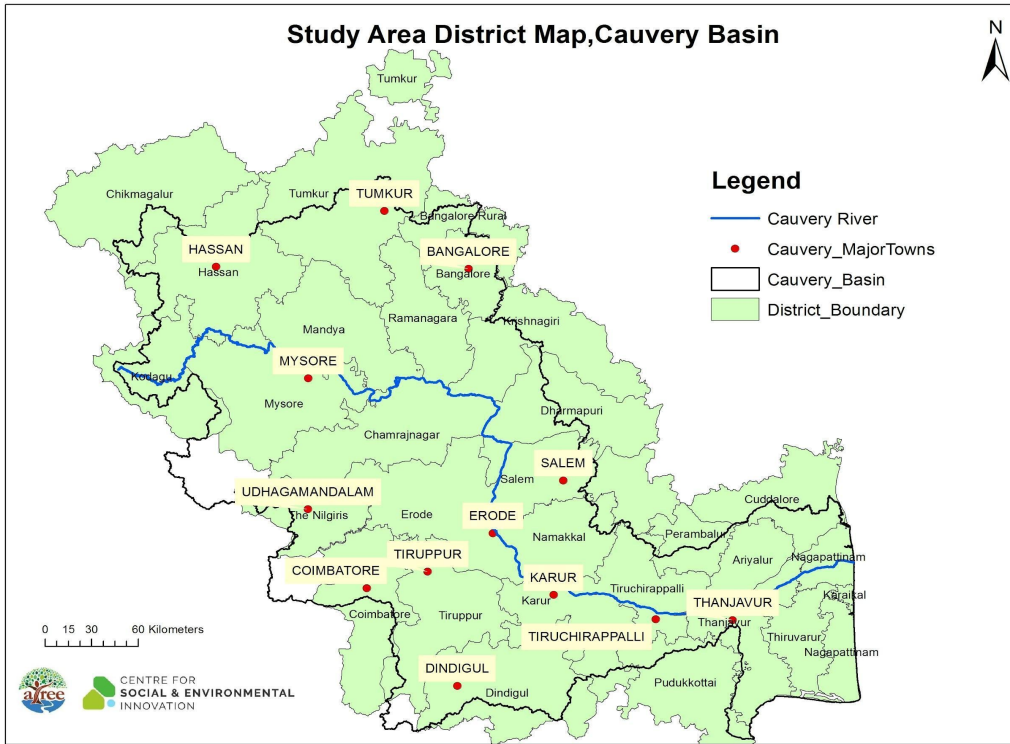 Study Area District Map,Cauvery Basin
N
Tumkur
Legend
Cauvery River
Cauvery_MajorTowns
Cauvery_Basin
District_Boundary
Chikmagalur
Tumkur
TUMKUR
Bangalore Rural
HASSAN
Hassan
BANGALORE
Bangalore
Krishnagiri
Mandya
Ramanagara
MYSORE
Kodagu
Mysore
Dharmapuri
Chamrajnagar
SALEM
Salem
UDHAGAMANDALAM
The Nilgiris
Erode
ERODE
Namakkal
Cuddalore
Perambalur
Ariyalur
Nagapattinam
TIRUPPUR
COIMBATORE
Coimbatore
Tiruppur
KARUR
Karur
Tiruchirappalli
Karaikal
THANJAVUR
Thanjavur
TIRUCHIRAPPALLI
Thiruvarur
Nagapattinam
Pudukkottai
DINDIGUL
Dindigul
0 15 30 60 Kilometers
atree
CENTRE FOR
SOCIAL & ENVIRONMENTAL
INNOVATION